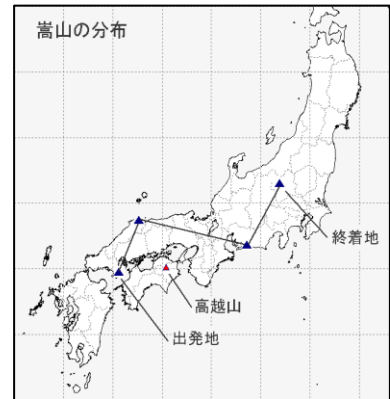 嵩山の分布
終着地
高越山
出発地